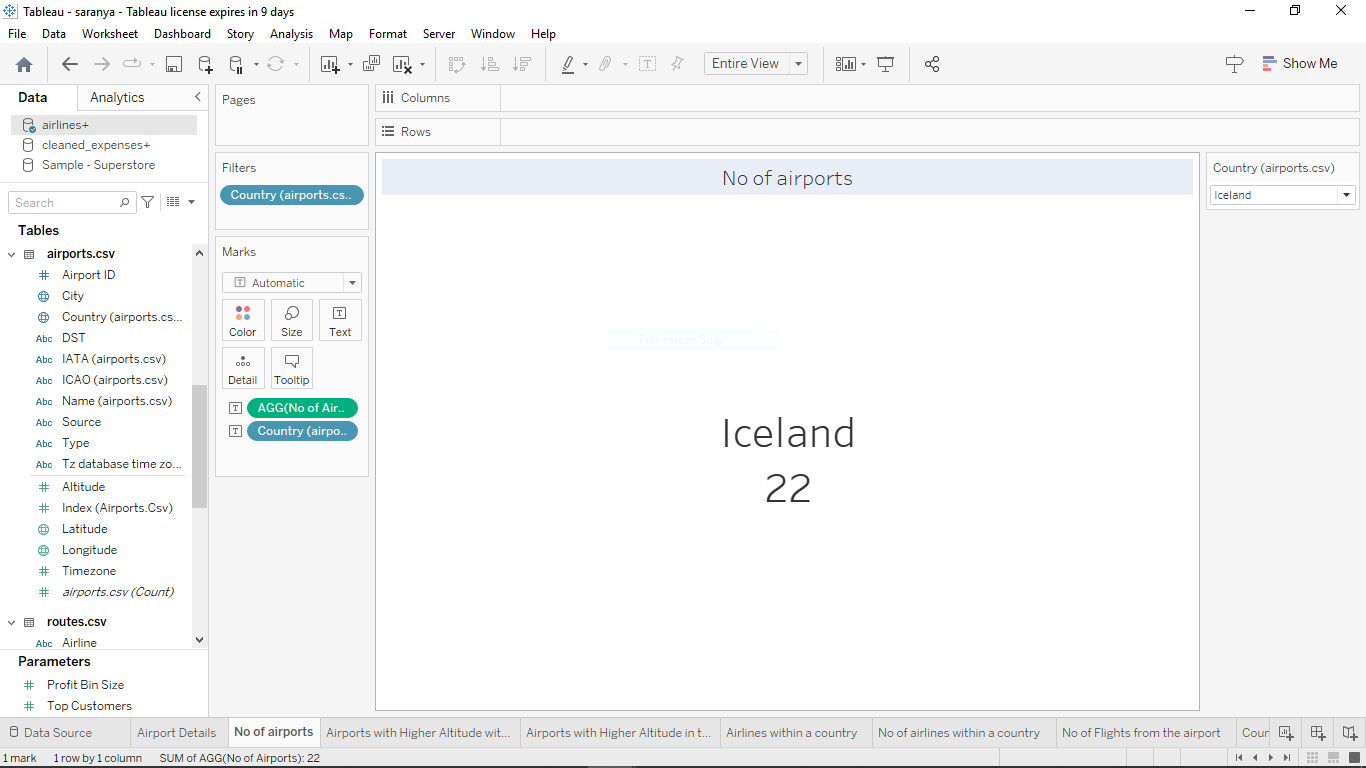 Tableau - saranya - Tableau license expires in 9 days
File Data Worksheet Dashboard Story Analysis Map Format Server Window Help
Entire View
Show Me
Data Analytics
airlines+
cleaned_expenses+
Sample - Superstore
Search
Tables
airports.csv
# Airport ID
City
Country (airports.cs...
Abc DST
Abc IATA (airports.csv)
Abc ICAO (airports.csv)
Abc Name (airports.csv)
Abc Source
Abc Type
Abc Tz database time zo...
# Altitude
# Index (Airports.Csv)
Latitude
Longitude
# Timezone
# airports.csv (Count)
routes.csv
Abc Airline
Parameters
# Profit Bin Size
# Top Customers
Pages
Filters
Country (airports.cs..
Marks
T Automatic
Color Size Text
Detail Tooltip
T AGG(No of Air..
T Country (airpo..
Columns
Rows
No of airports
Full-screen Snip
Iceland
22
Country (airports.csv)
Iceland
Data Source Airport Details No of airports Airports with Higher Altitude wit... Airports with Higher Altitude in t... Airlines within a country No of airlines within a country No of Flights from the airport Cour
1 mark 1 row by 1 column SUM of AGG(No of Airports): 22